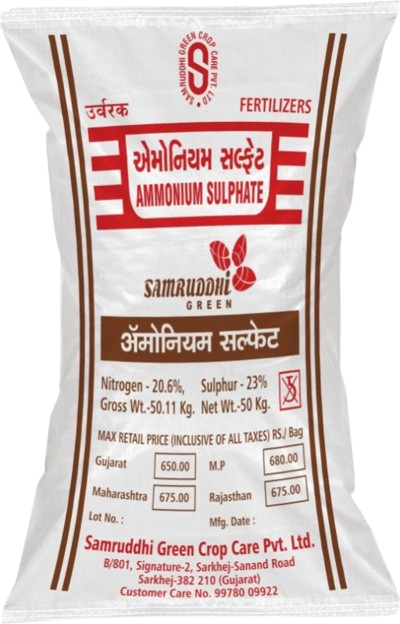 SAMRUDDHI GREEN CROP CARE PVT. LTD.
S
उर्वरक FERTILIZERS
એમોનિયમ સલ્ફેટ
AMMONIUM SULPHATE
SAMRUDDHI
GREEN
ॲमोनियम सल्फेट
Nitrogen - 20.6%, Sulphur - 23%
Gross Wt.-50.11 Kg. Net Wt.-50 Kg.
MAX RETAIL PRICE (INCLUSIVE OF ALL TAXES) RS./ Bag
Gujarat 650.00 M.P 680.00
Maharashtra 675.00 Rajasthan 675.00
Lot No. : Mfg. Date :
Samruddhi Green Crop Care Pvt. Ltd.
B/801, Signature-2, Sarkhej-Sanand Road
Sarkhej-382 210 (Gujarat)
Customer Care No. 99780 09922